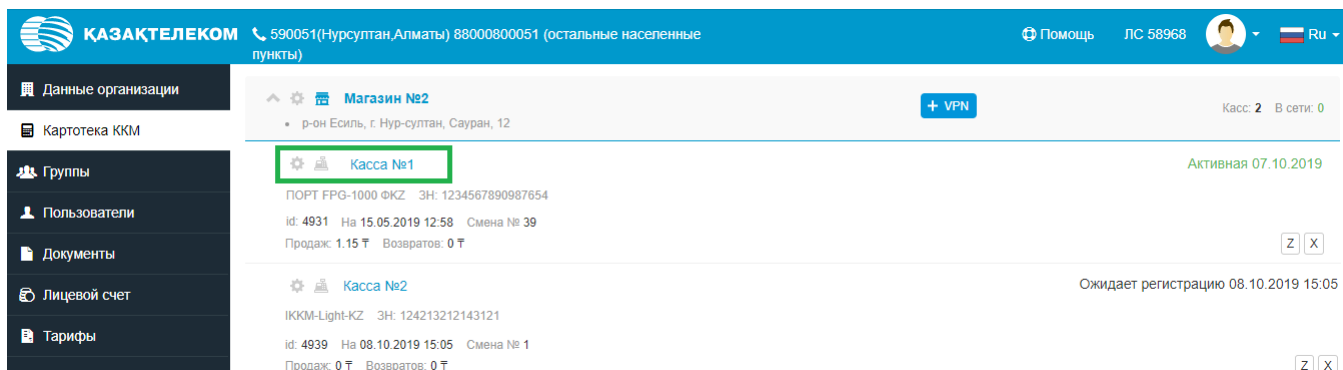 ҚАЗАҚТЕЛЕКОМ 590051(Нурсултан,Алматы) 88000800051 (остальные населенные
пункты)
Помощь ЛС 58968 Ru
Данные организации
Картотека ККМ
Группы
Пользователи
Документы
Лицевой счет
Тарифы
Магазин №2 + VPN Касс: 2 В сети: 0
р-он Есиль, г. Нур-султан, Сауран, 12
Касса №1 Активная 07.10.2019
ПОРТ FPG-1000 ФKZ ЗН: 1234567890987654
id: 4931 На 15.05.2019 12:58 Смена № 39
Продаж: 1.15 ₸ Возвратов: 0 ₸ Z X
Касса №2 Ожидает регистрацию 08.10.2019 15:05
IKKM-Light-KZ ЗН: 124213212143121
id: 4939 На 08.10.2019 15:05 Смена № 1
Продаж: 0 ₸ Возвратов: 0 ₸ Z X